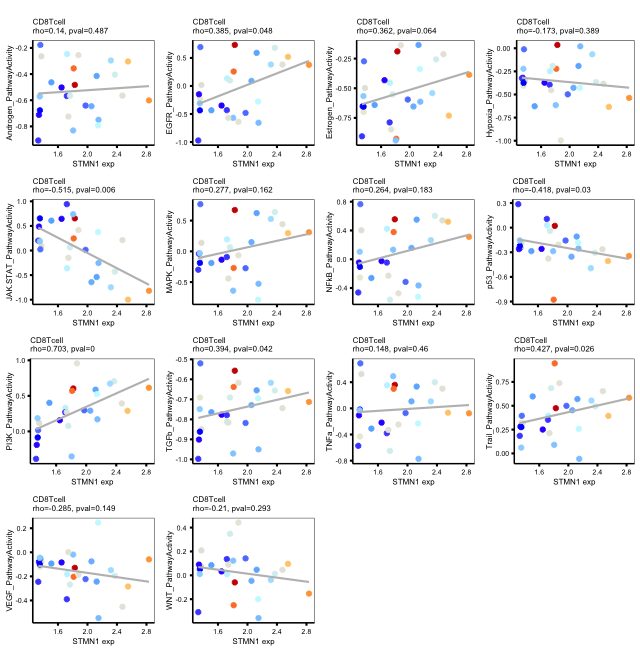 CD8Tcell
rho=0.14, pval=0.487
Androgen_PathwayActivity
-0.2
-0.4
-0.6
-0.8
1.6 2.0 2.4 2.8
STMN1 exp
CD8Tcell
rho=0.385, pval=0.048
EGFR_PathwayActivity
0.5
0.0
-0.5
-1.0
1.6 2.0 2.4 2.8
STMN1 exp
CD8Tcell
rho=0.362, pval=0.064
Estrogen_PathwayActivity
-0.25
-0.50
-0.75
1.6 2.0 2.4 2.8
STMN1 exp
CD8Tcell
rho=-0.173, pval=0.389
Hypoxia_PathwayActivity
0.00
-0.25
-0.50
-0.75
-1.00
1.6 2.0 2.4 2.8
STMN1 exp
CD8Tcell
rho=-0.515, pval=0.006
JAK.STAT_PathwayActivity
1.0
0.5
0.0
-0.5
-1.0
1.6 2.0 2.4 2.8
STMN1 exp
CD8Tcell
rho=0.277, pval=0.162
MAPK_PathwayActivity
0.5
0.0
-0.5
1.6 2.0 2.4 2.8
STMN1 exp
CD8Tcell
rho=0.264, pval=0.183
NFkB_PathwayActivity
0.8
0.4
0.0
-0.4
1.6 2.0 2.4 2.8
STMN1 exp
CD8Tcell
rho=-0.418, pval=0.03
p53_PathwayActivity
0.3
0.0
-0.3
-0.6
-0.9
1.6 2.0 2.4 2.8
STMN1 exp
CD8Tcell
rho=0.703, pval=0
PI3K_PathwayActivity
1.0
0.5
0.0
1.6 2.0 2.4 2.8
STMN1 exp
CD8Tcell
rho=0.394, pval=0.042
TGFb_PathwayActivity
-0.5
-0.6
-0.7
-0.8
-0.9
-1.0
1.6 2.0 2.4 2.8
STMN1 exp
CD8Tcell
rho=0.148, pval=0.46
TNFa_PathwayActivity
0.4
0.0
-0.4
-0.8
1.6 2.0 2.4 2.8
STMN1 exp
CD8Tcell
rho=0.427, pval=0.026
Trail_PathwayActivity
0.75
0.50
0.25
0.00
1.6 2.0 2.4 2.8
STMN1 exp
CD8Tcell
rho=-0.285, pval=0.149
VEGF_PathwayActivity
0.2
0.0
-0.2
-0.4
1.6 2.0 2.4 2.8
STMN1 exp
CD8Tcell
rho=-0.21, pval=0.293
WNT_PathwayActivity
0.4
0.2
0.0
-0.2
1.6 2.0 2.4 2.8
STMN1 exp